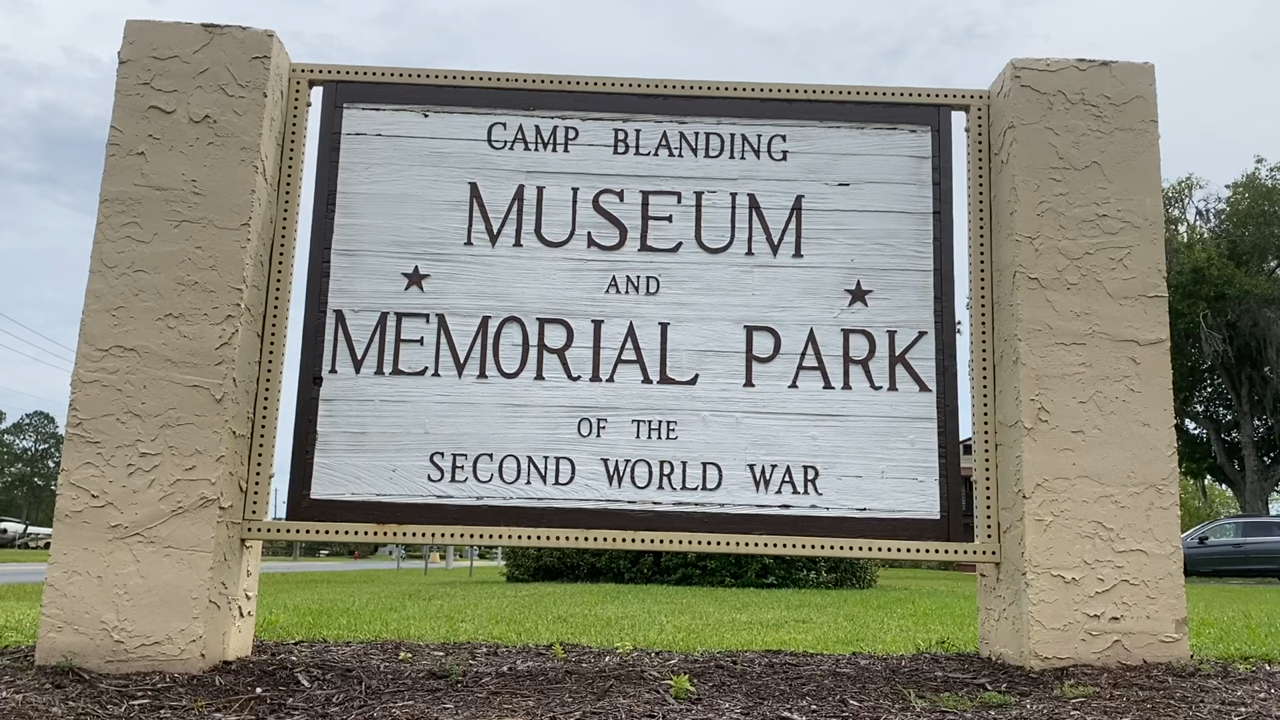 CAMP BLANDING
MUSEUM
AND
MEMORIAL PARK
OF THE
SECOND WORLD WAR